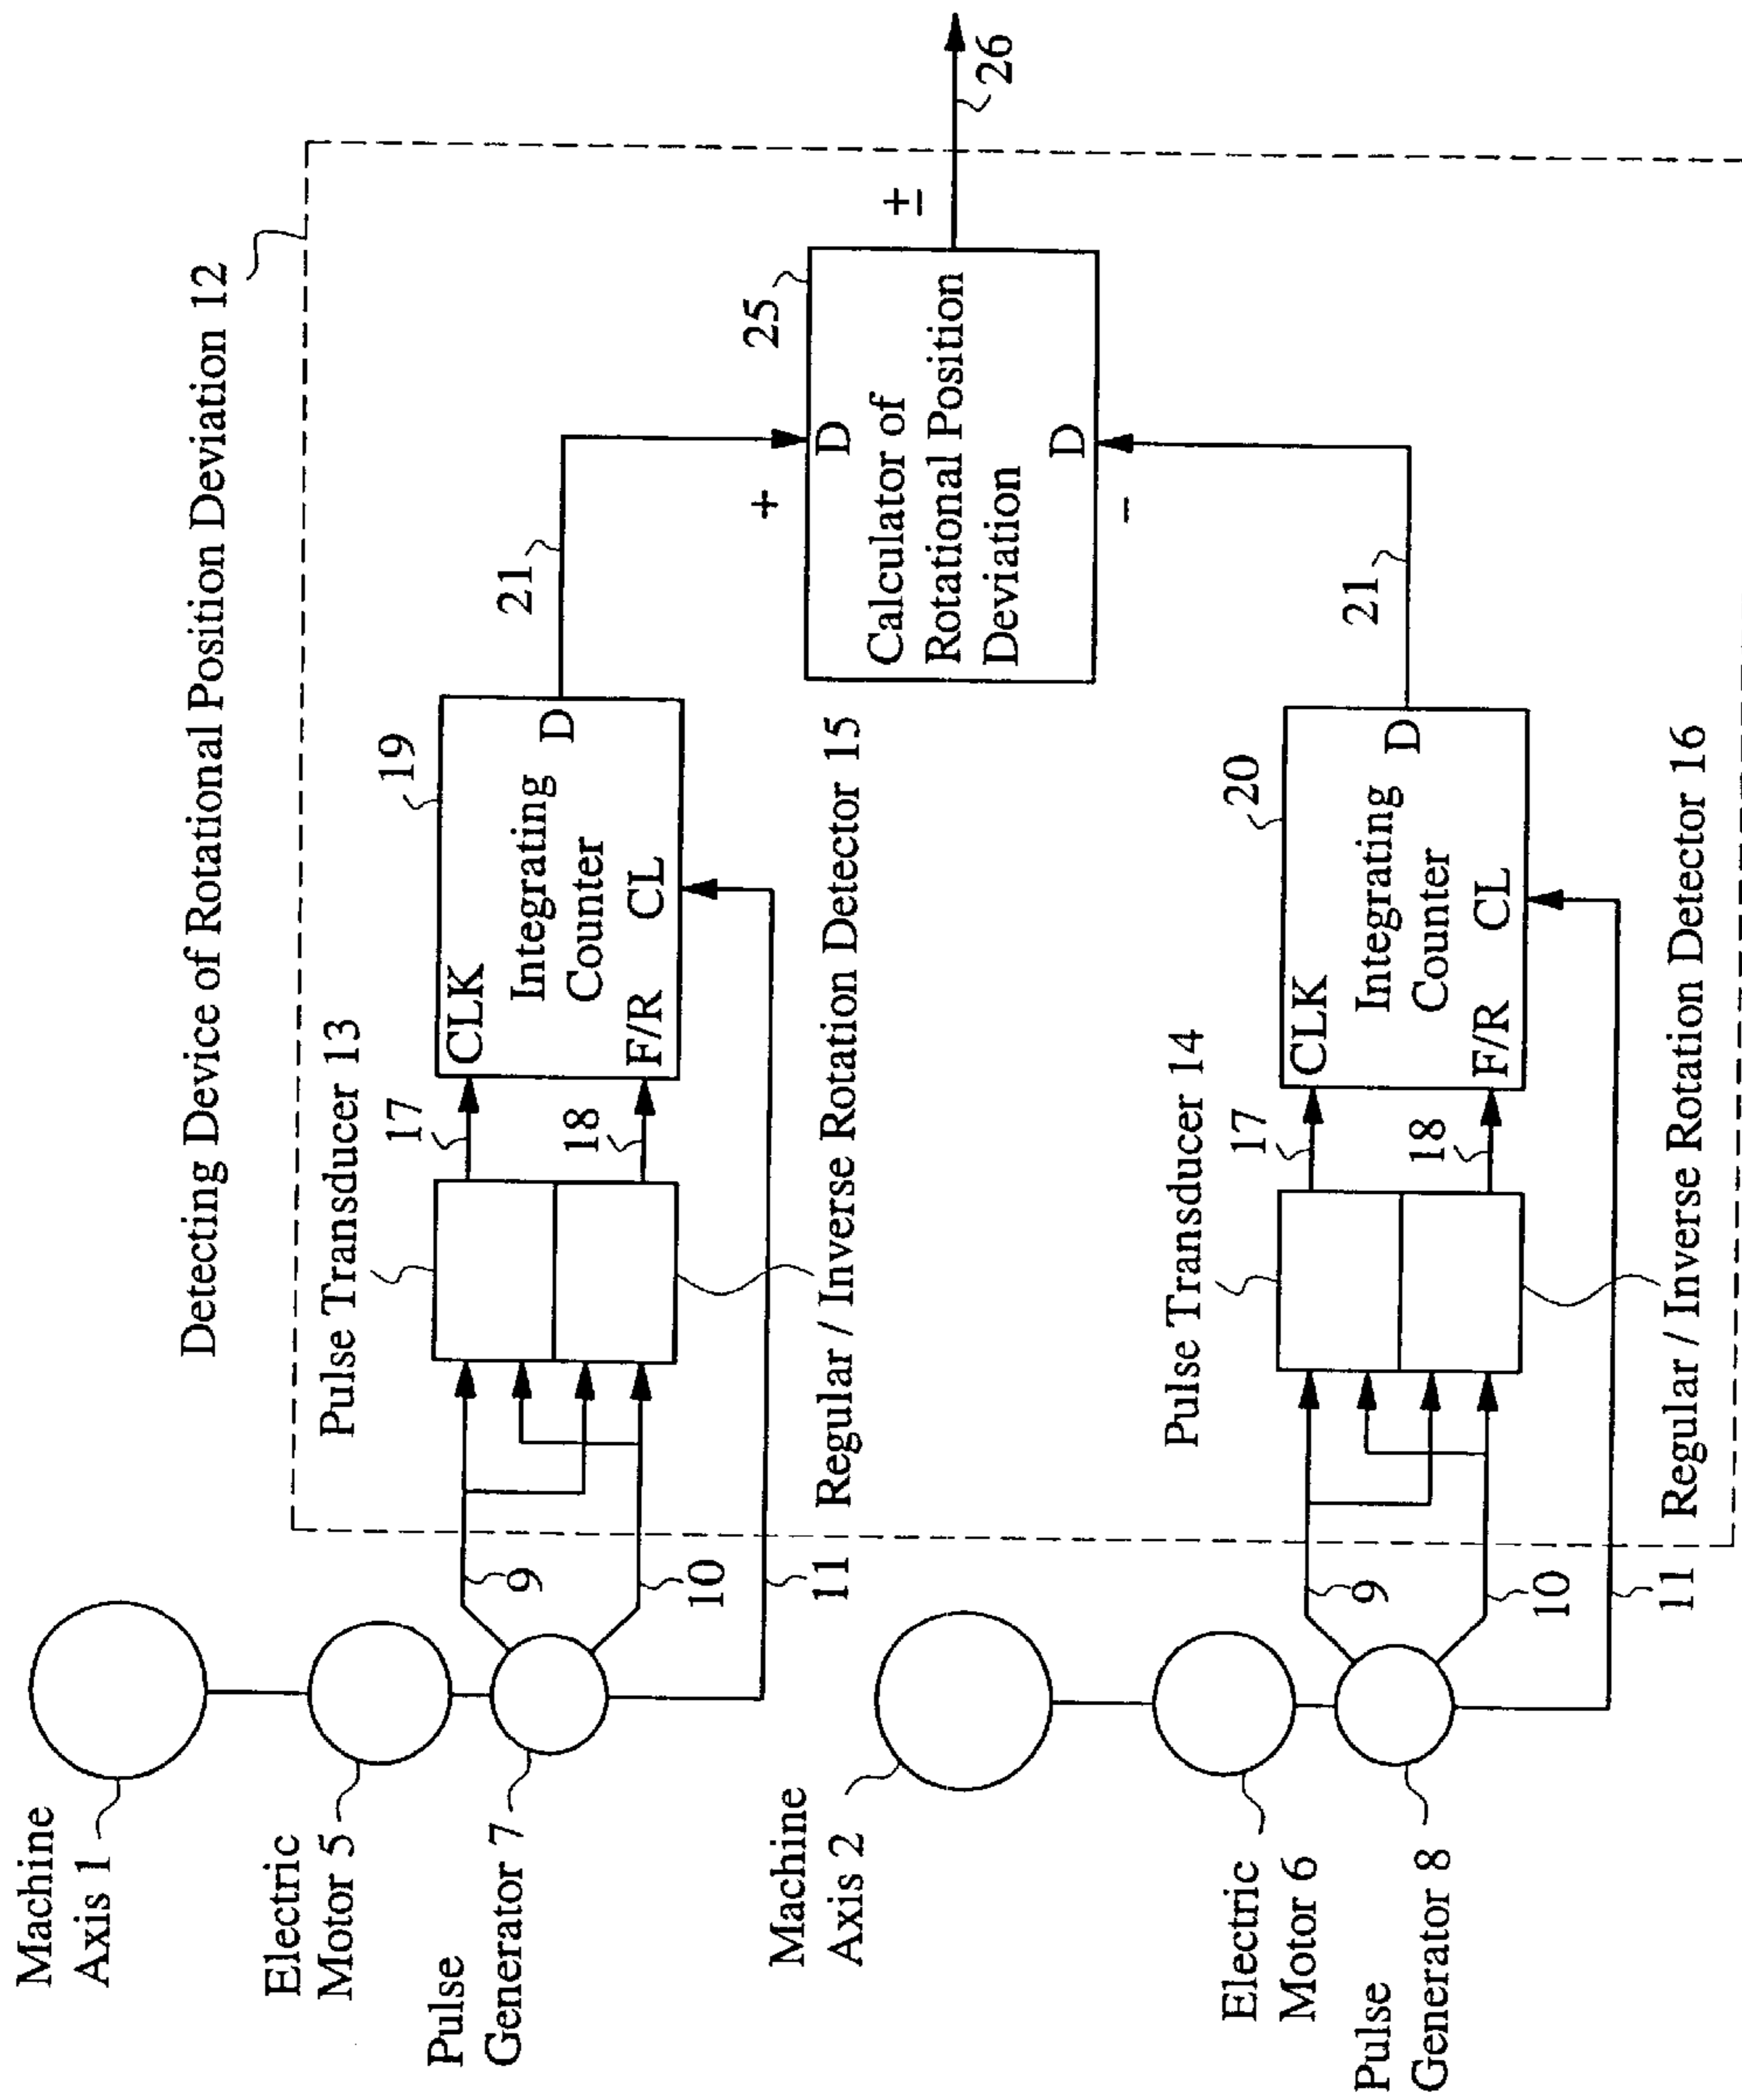 Detecting Device of Rotational Position Deviation 12
Machine
Axis 1
Electric
Motor 5
Pulse
Generator 7
9
10
11
Pulse Transducer 13
Regular / Inverse Rotation Detector 15
17
18
19
CLK
Integrating
Counter
D
F/R
CL
21
+
D
25
Calculator of
Rotational Position
Deviation
D
−
±
26
Machine
Axis 2
Electric
Motor 6
Pulse
Generator 8
9
10
11
Pulse Transducer 14
Regular / Inverse Rotation Detector 16
17
18
20
CLK
Integrating
Counter
D
F/R
CL
21